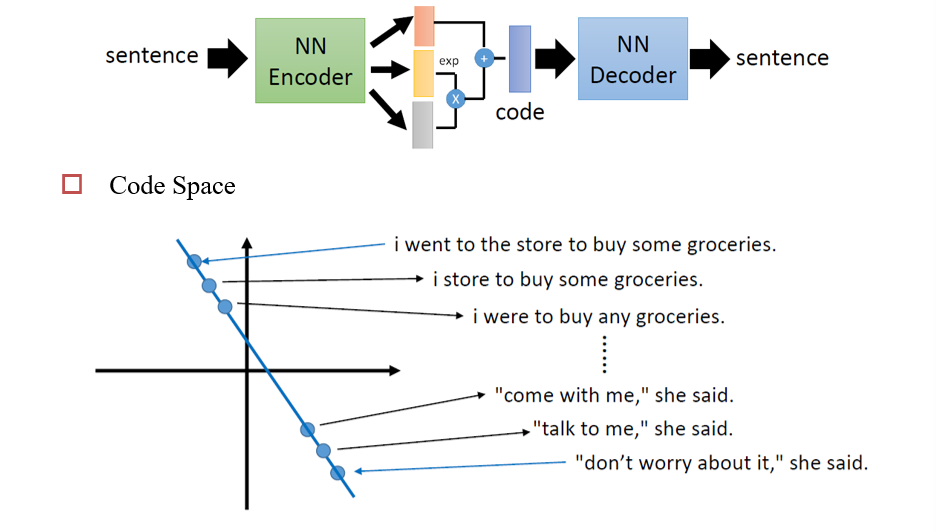 sentence
NN
Encoder
exp
+
X
code
NN
Decoder
sentence
Code Space
i went to the store to buy some groceries.
i store to buy some groceries.
i were to buy any groceries.
"come with me," she said.
"talk to me," she said.
"don’t worry about it," she said.